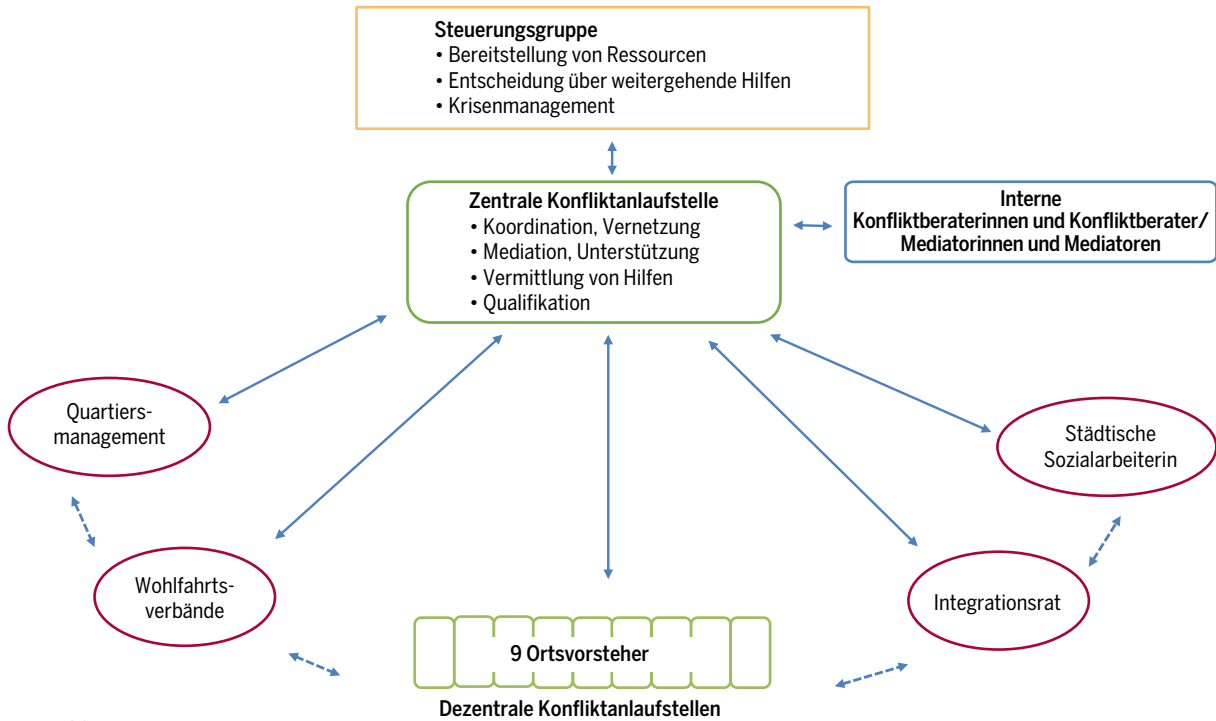 Steuerungsgruppe
• Bereitstellung von Ressourcen
• Entscheidung über weitergehende Hilfen
• Krisenmanagement
Zentrale Konfliktanlaufstelle
• Koordination, Vernetzung
• Mediation, Unterstützung
• Vermittlung von Hilfen
• Qualifikation
Interne
Konfliktberaterinnen und Konfliktberater/
Mediatorinnen und Mediatoren
Quartiers-
management
Städtische
Sozialarbeiterin
Wohlfahrts-
verbände
Integrationsrat
9 Ortsvorsteher
Dezentrale Konfliktanlaufstellen